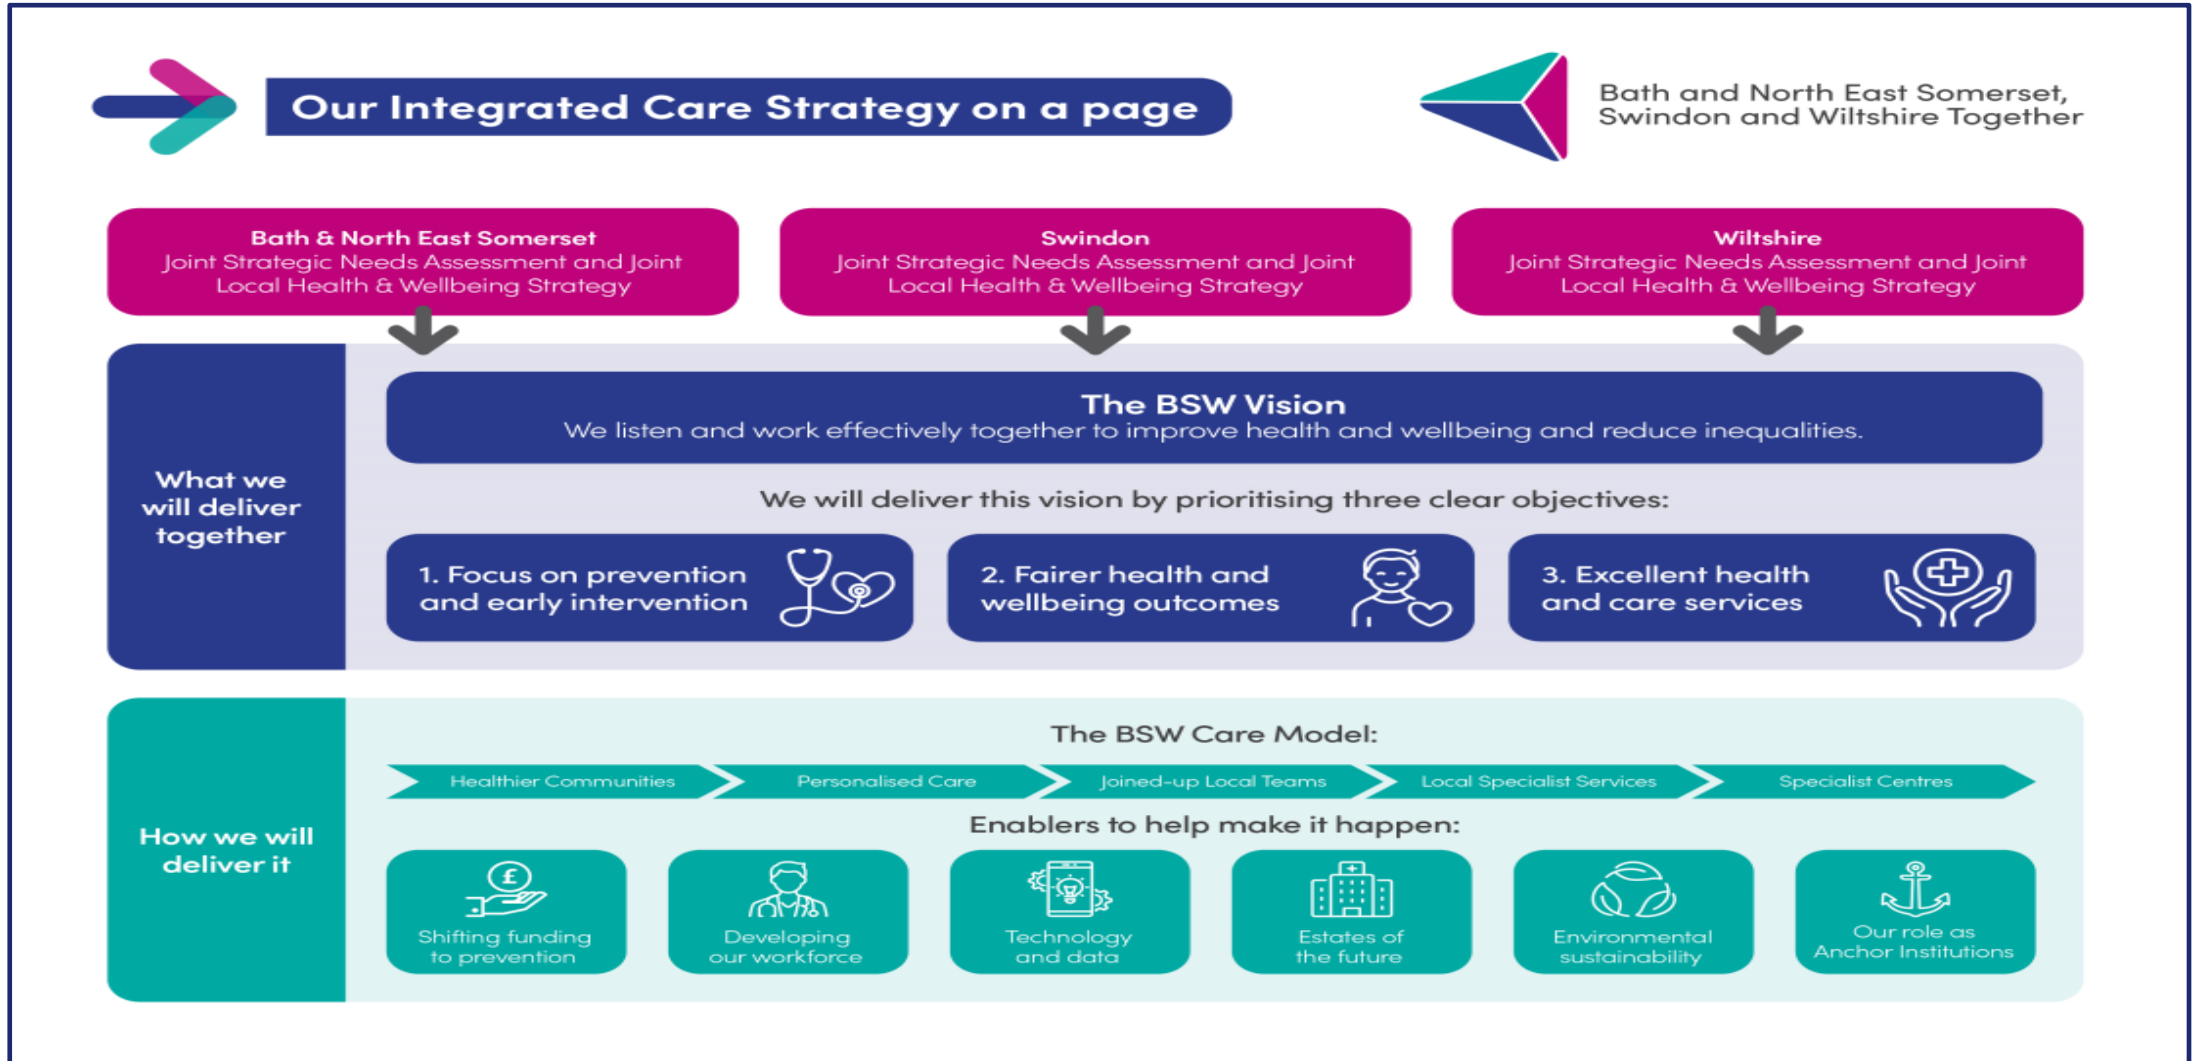 Our Integrated Care Strategy on a page
Bath and North East Somerset,
Swindon and Wiltshire Together
Bath & North East Somerset
Joint Strategic Needs Assessment and Joint
Local Health & Wellbeing Strategy
Swindon
Joint Strategic Needs Assessment and Joint
Local Health & Wellbeing Strategy
Wiltshire
Joint Strategic Needs Assessment and Joint
Local Health & Wellbeing Strategy
What we
will deliver
together
The BSW Vision
We listen and work effectively together to improve health and wellbeing and reduce inequalities.
We will deliver this vision by prioritising three clear objectives:
1. Focus on prevention
and early intervention
2. Fairer health and
wellbeing outcomes
3. Excellent health
and care services
How we will
deliver it
The BSW Care Model:
Healthier Communities
Personalised Care
Joined-up Local Teams
Local Specialist Services
Specialist Centres
Enablers to help make it happen:
£
Shifting funding
to prevention
Developing
our workforce
Technology
and data
Estates of
the future
Environmental
sustainability
Our role as
Anchor Institutions